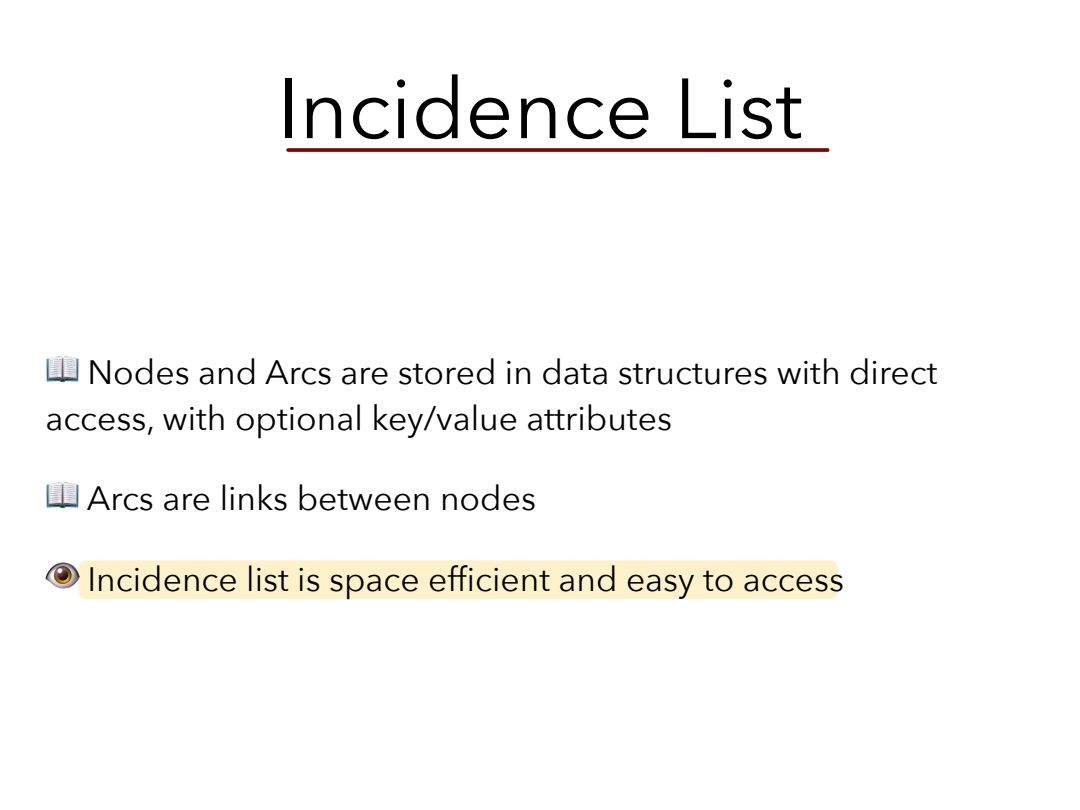 Incidence List
📖 Nodes and Arcs are stored in data structures with direct
access, with optional key/value attributes
📖 Arcs are links between nodes
👁 Incidence list is space efficient and easy to access